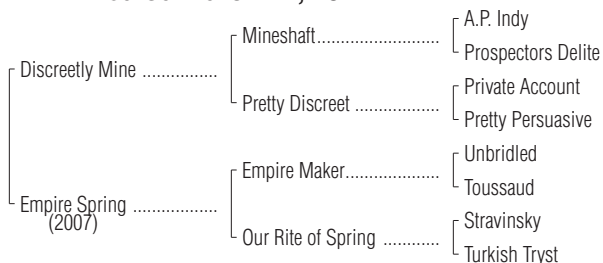 A.P. Indy
Mineshaft........................
Prospectors Delite
Discreetly Mine ...............
Private Account
Pretty Discreet .................
Pretty Persuasive
Unbridled
Empire Maker...................
Toussaud
Empire Spring .................
(2007)
Stravinsky
Our Rite of Spring ............
Turkish Tryst